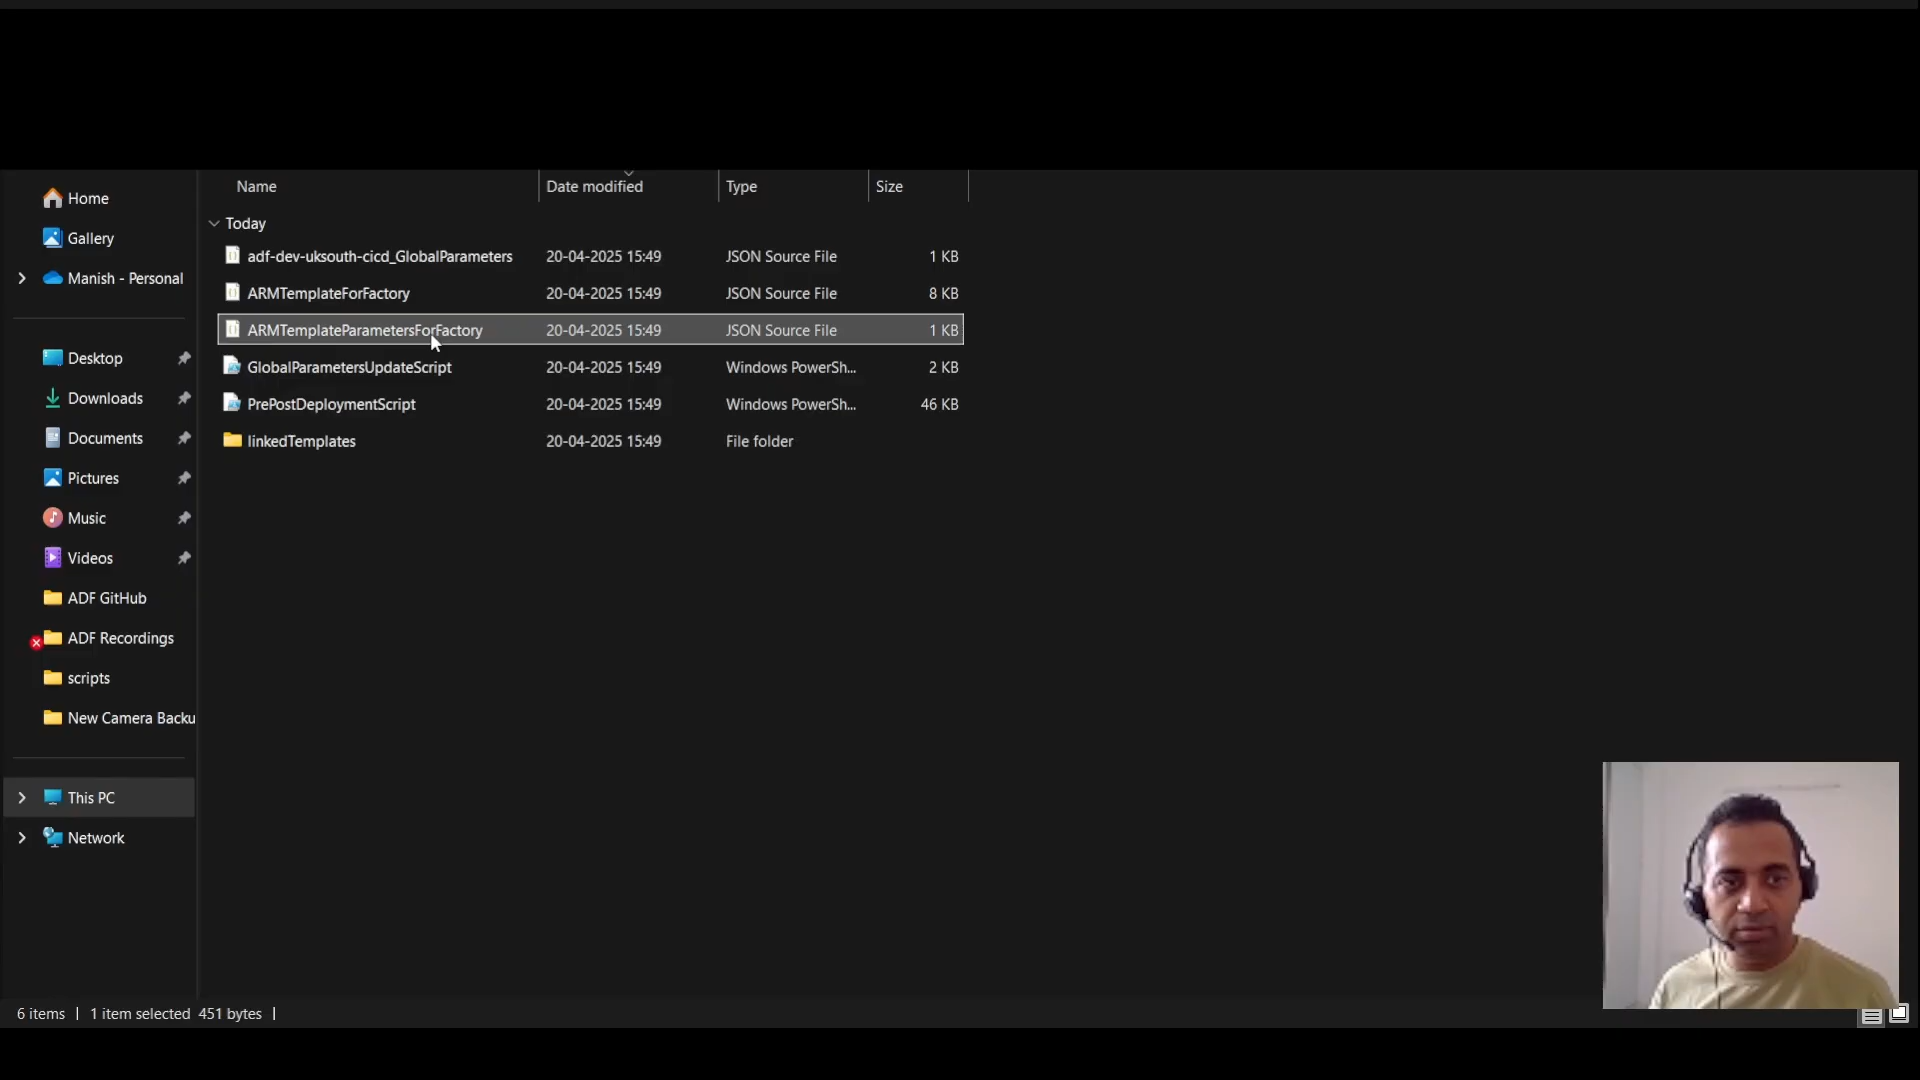 Name Date modified Type Size
Today
adf-dev-uksouth-cicd_GlobalParameters 20-04-2025 15:49 JSON Source File 1 KB
ARMTemplateForFactory 20-04-2025 15:49 JSON Source File 8 KB
ARMTemplateParametersForFactory 20-04-2025 15:49 JSON Source File 1 KB
GlobalParametersUpdateScript 20-04-2025 15:49 Windows PowerSh... 2 KB
PrePostDeploymentScript 20-04-2025 15:49 Windows PowerSh... 46 KB
linkedTemplates 20-04-2025 15:49 File folder
Home
Gallery
Manish - Personal
Desktop
Downloads
Documents
Pictures
Music
Videos
ADF GitHub
ADF Recordings
scripts
New Camera Backu
This PC
Network
6 items | 1 item selected 451 bytes |